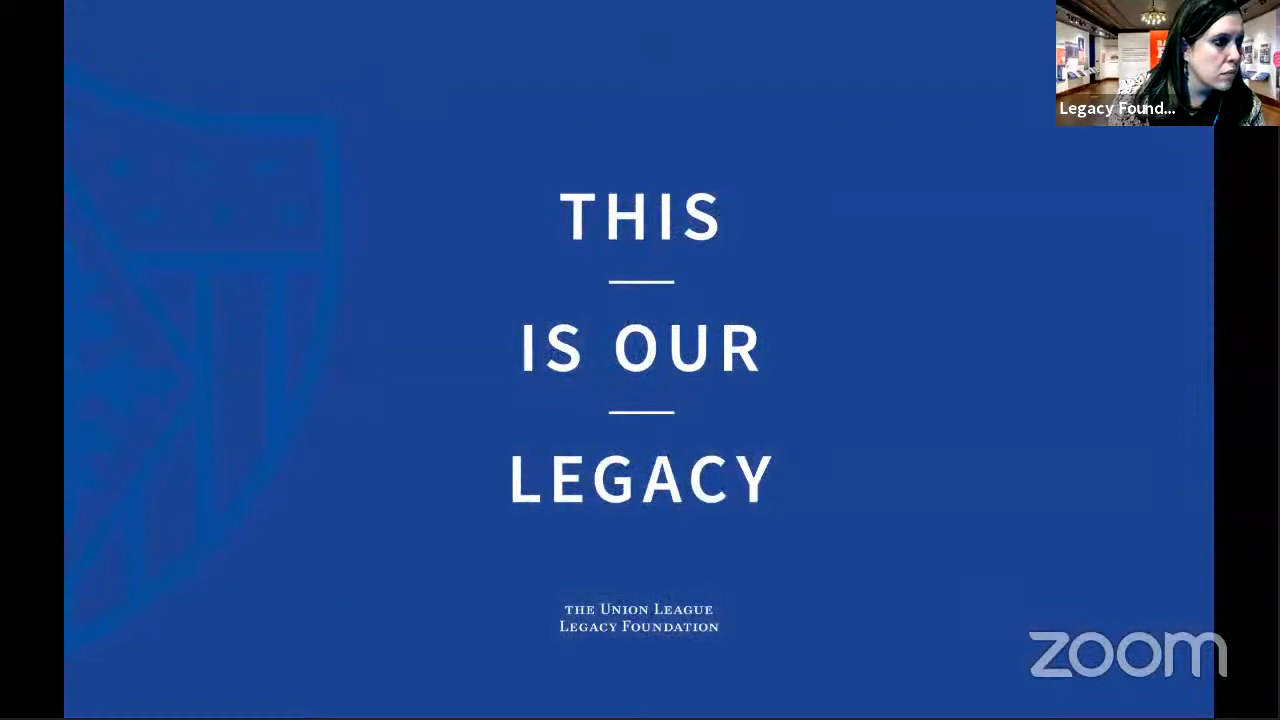 Legacy Found...
THIS
IS OUR
LEGACY
THE UNION LEAGUE
LEGACY FOUNDATION
zoom